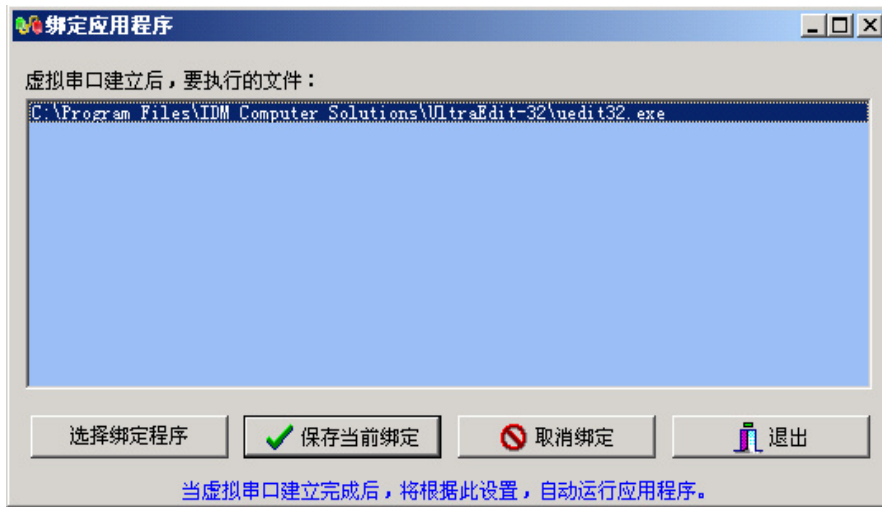 绑定应用程序
虚拟串口建立后，要执行的文件：
C:\Program Files\IDM Computer Solutions\UltraEdit-32\uedit32.exe
选择绑定程序 保存当前绑定 取消绑定 退出
当虚拟串口建立完成后，将根据此设置，自动运行应用程序。